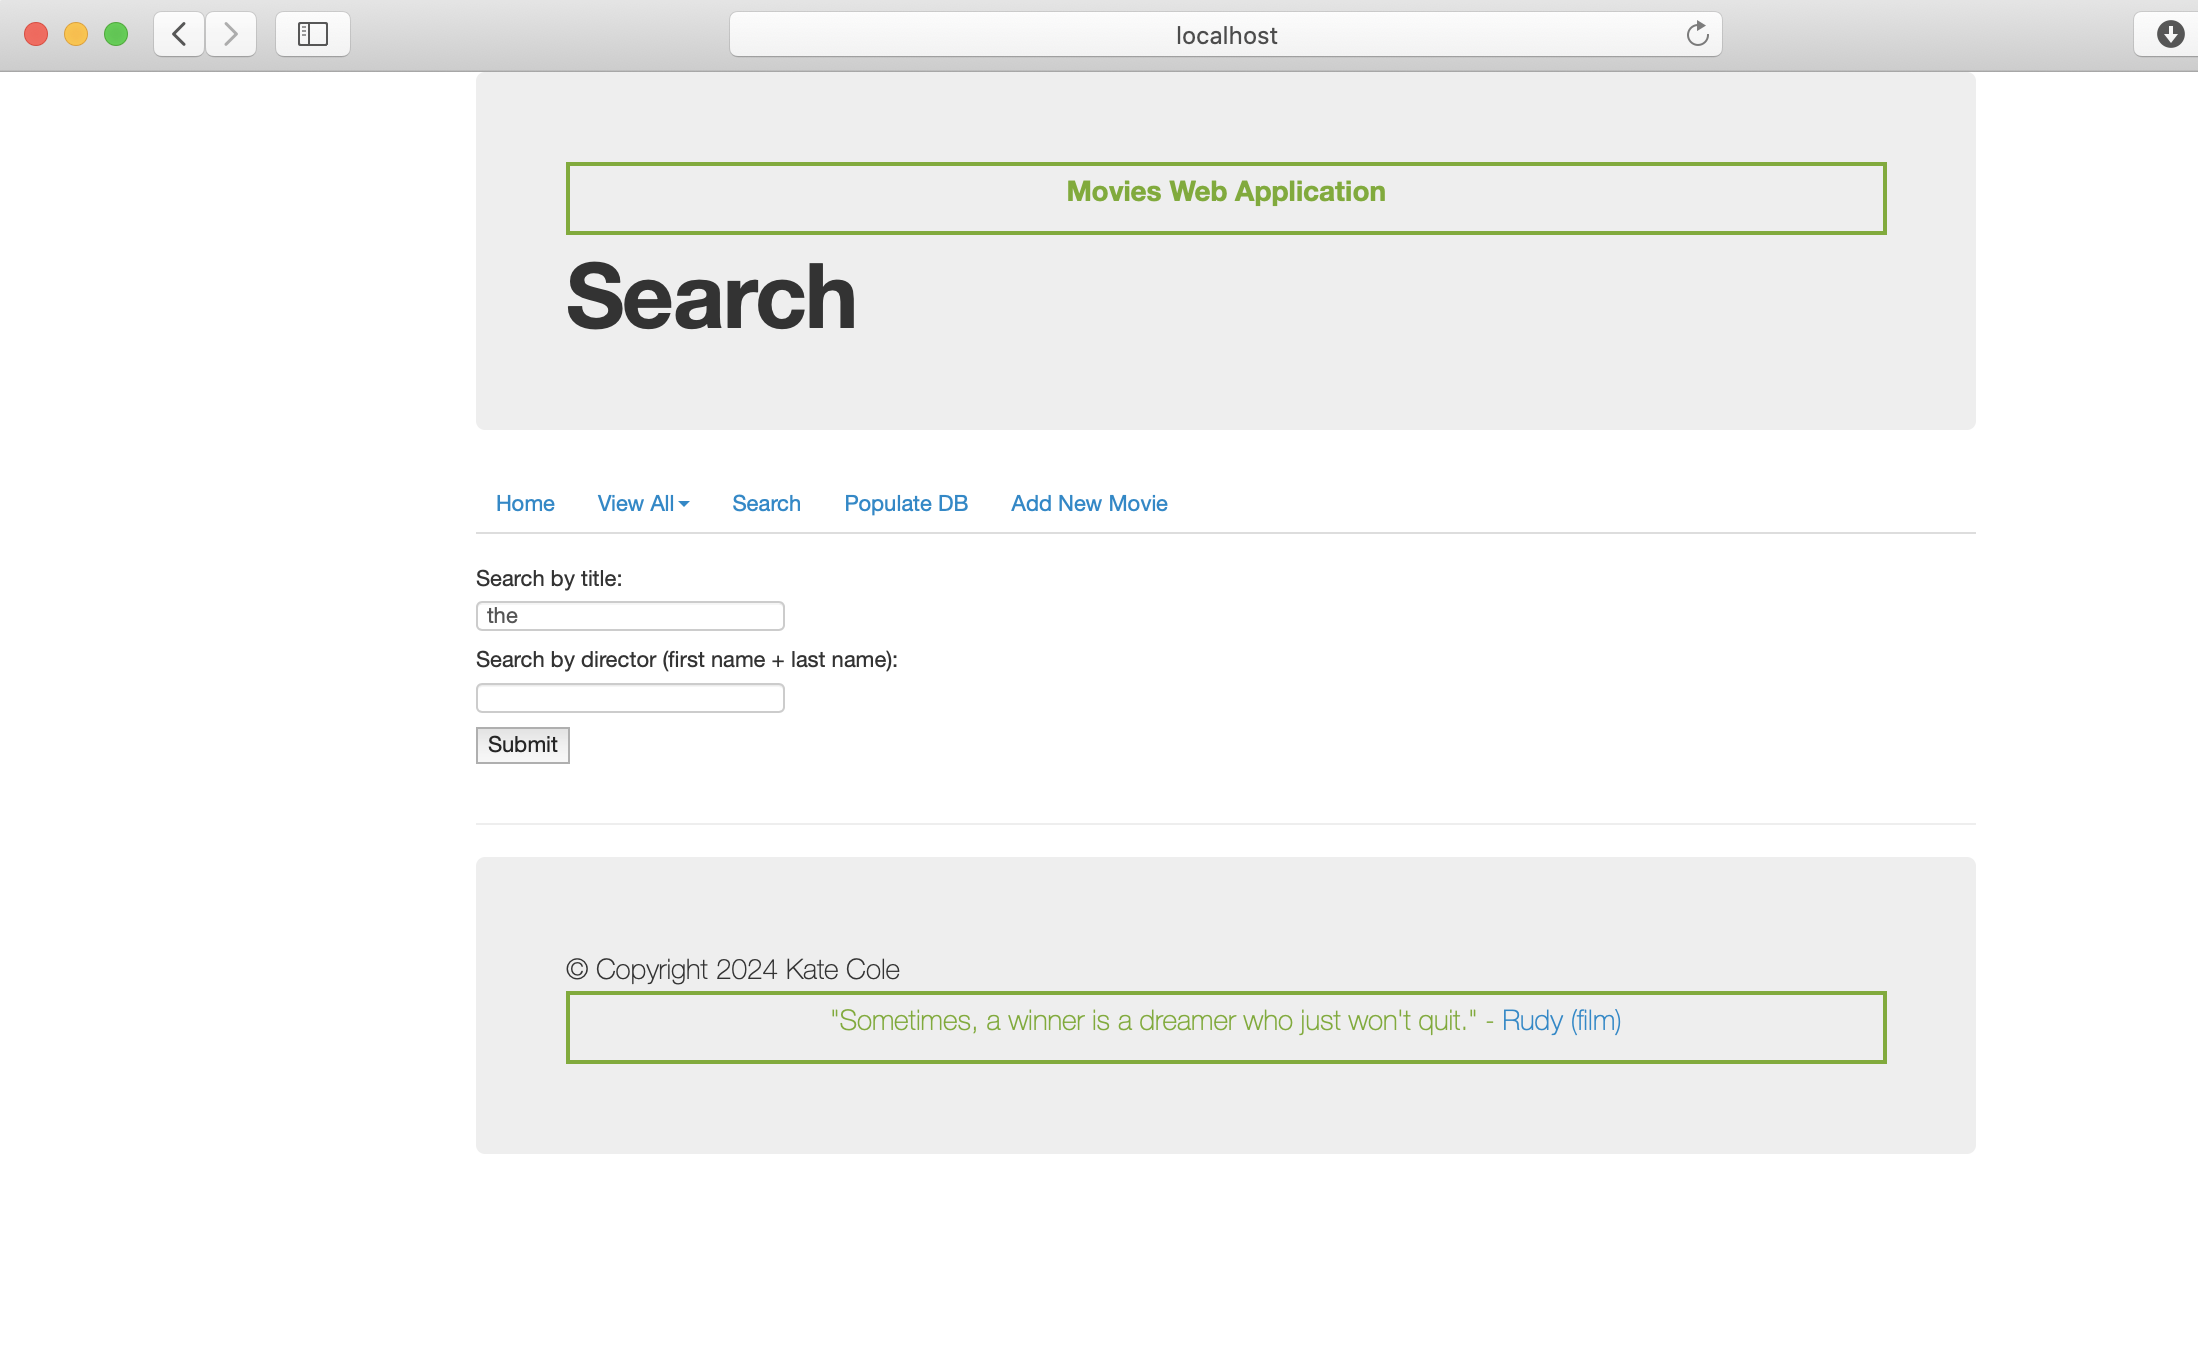 localhost
Movies Web Application
Search
Home View All Search Populate DB Add New Movie
Search by title:
the
Search by director (first name + last name):
Submit
© Copyright 2024 Kate Cole
"Sometimes, a winner is a dreamer who just won't quit." - Rudy (film)